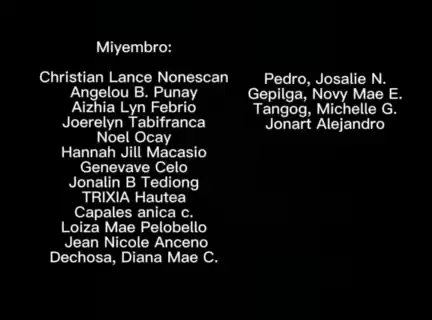 Miyembro:
Christian Lance Nonescan
Angelou B. Punay
Aizhia Lyn Febrio
Joerelyn Tabifranca
Noel Ocay
Hannah Jill Macasio
Genevave Celo
Jonalin B Tediong
TRIXIA Hautea
Capales anica c.
Loiza Mae Pelobello
Jean Nicole Anceno
Dechosa, Diana Mae C.
Pedro, Josalie N.
Gepilga, Novy Mae E.
Tangog, Michelle G.
Jonart Alejandro